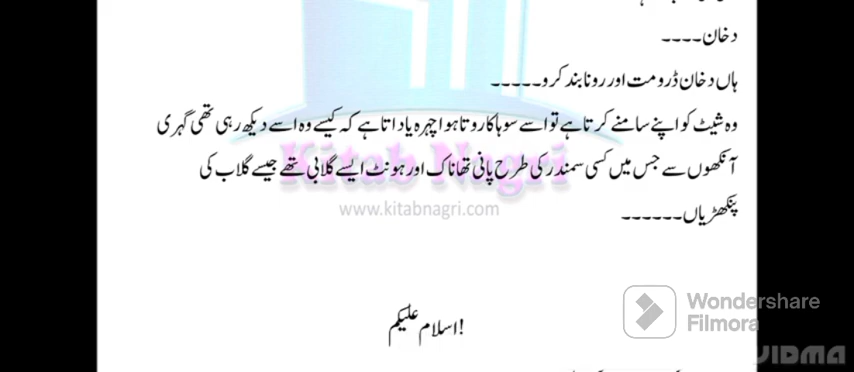 دخان۔۔۔۔
ہاں دخان ڈرو مت اور رونا بند کرو۔۔۔۔۔
وہ شیٹ کو اپنے سامنے کرتا ہے تو اسے سوہا کا روتا ہوا چہرہ یاد اتا ہے کہ کیسے وہ اسے دیکھ رہی تھی گہری
آنکھوں سے جس میں کسی سمندر کی طرح پانی تھا ناک اور ہونٹ ایسے گلابی تھے جیسے گلاب کی
Kitab Nagri
پنکھڑیاں۔۔۔۔۔۔
www.kitabnagri.com
Wondershare
Filmora
اسلام علیکم!
VIDMA